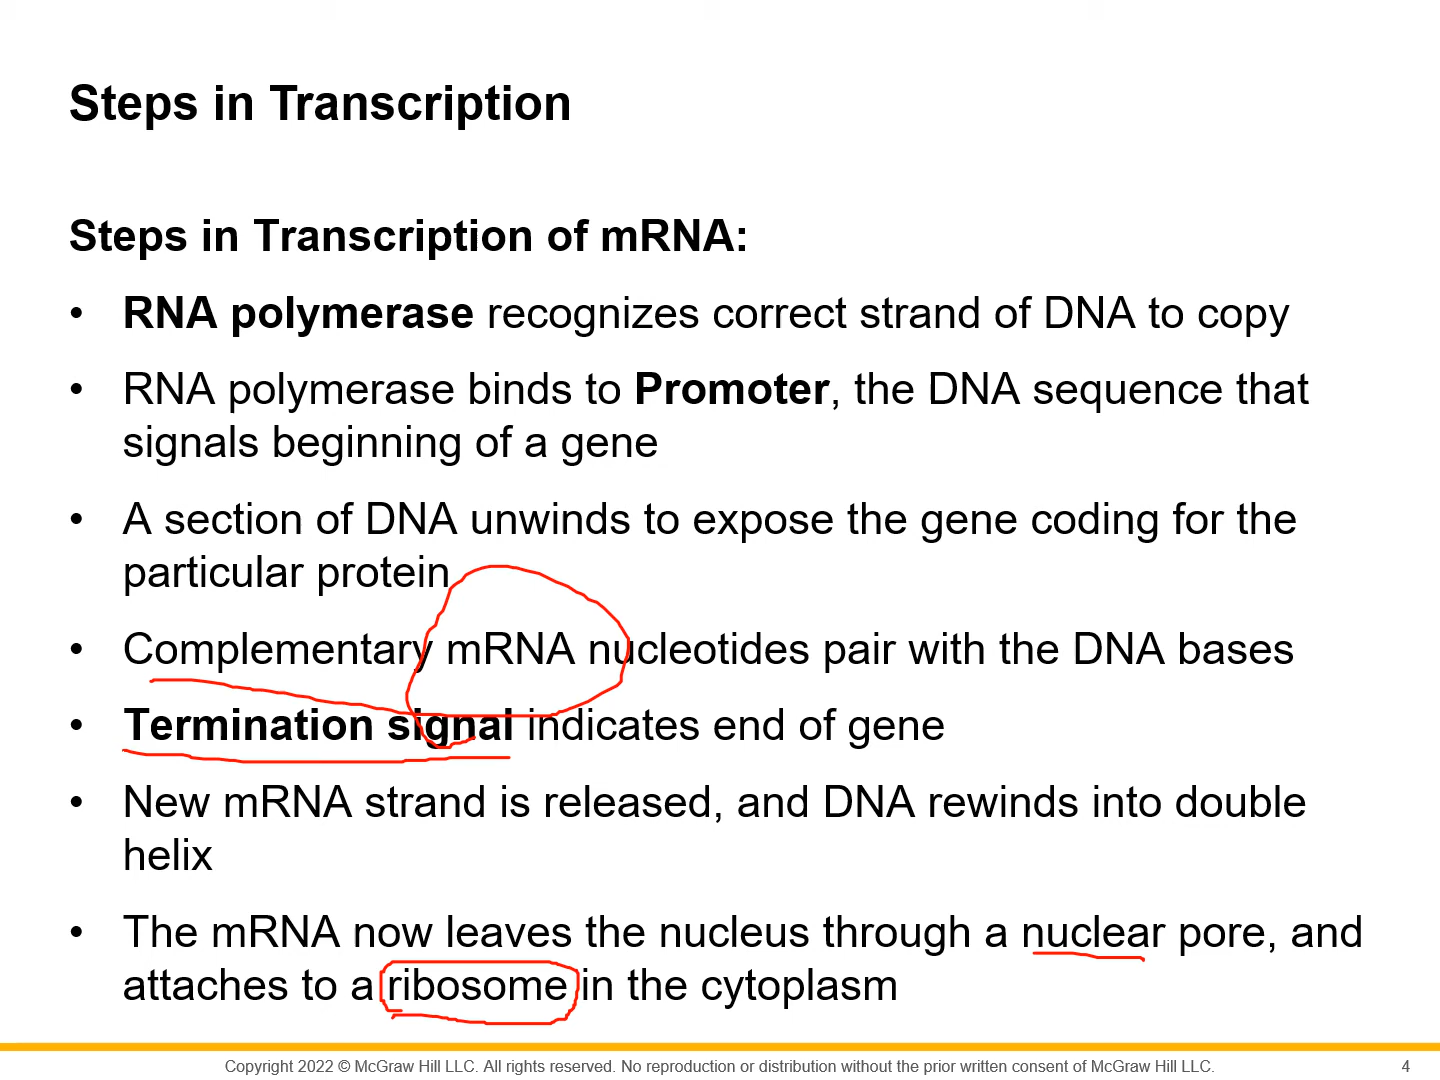 Steps in Transcription
Steps in Transcription of mRNA:
• RNA polymerase recognizes correct strand of DNA to copy
• RNA polymerase binds to Promoter, the DNA sequence that
signals beginning of a gene
• A section of DNA unwinds to expose the gene coding for the
particular protein
• Complementary mRNA nucleotides pair with the DNA bases
• Termination signal indicates end of gene
• New mRNA strand is released, and DNA rewinds into double
helix
• The mRNA now leaves the nucleus through a nuclear pore, and
attaches to a ribosome in the cytoplasm
Copyright 2022 © McGraw Hill LLC. All rights reserved. No reproduction or distribution without the prior written consent of McGraw Hill LLC.
4